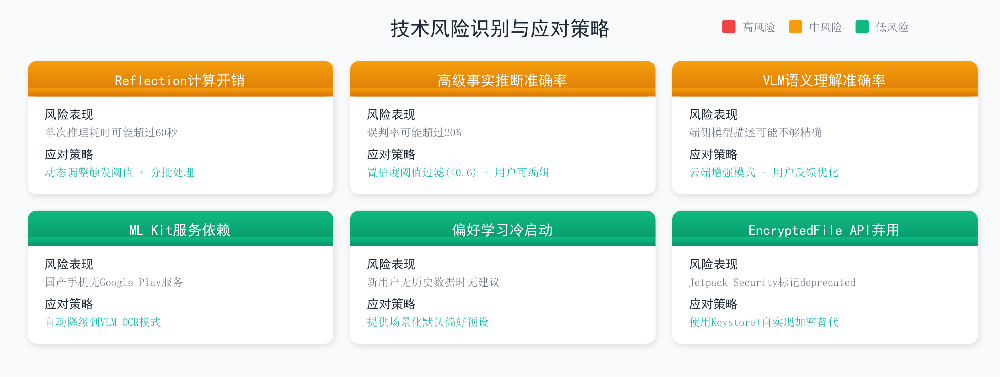 技术风险识别与应对策略
高风险 中风险 低风险
Reflection计算开销
风险表现
单次推理耗时可能超过60秒
应对策略
动态调整触发阈值 + 分批处理
高级事实推断准确率
风险表现
误判率可能超过20%
应对策略
置信度阈值过滤(<0.6) + 用户可编辑
VLM语义理解准确率
风险表现
端侧模型描述可能不够精确
应对策略
云端增强模式 + 用户反馈优化
ML Kit服务依赖
风险表现
国产手机无Google Play服务
应对策略
自动降级到VLM OCR模式
偏好学习冷启动
风险表现
新用户无历史数据时无建议
应对策略
提供场景化默认偏好预设
EncryptedFile API弃用
风险表现
Jetpack Security标记deprecated
应对策略
使用Keystore+自实现加密替代